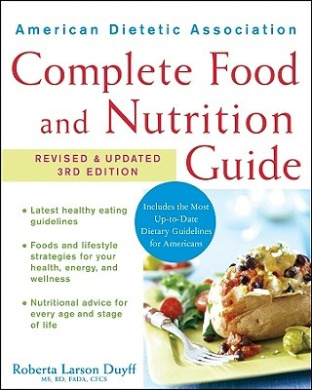 American Dietetic Association
Complete Food
and Nutrition
Guide
REVISED & UPDATED
3RD EDITION
Includes the Most
Up-to-Date
Dietary Guidelines
for Americans
• Latest healthy eating
guidelines
• Foods and lifestyle
strategies for your
health, energy, and
wellness
• Nutritional advice for
every age and stage
of life
Roberta Larson Duyff
MS, RD, FADA, CFCS